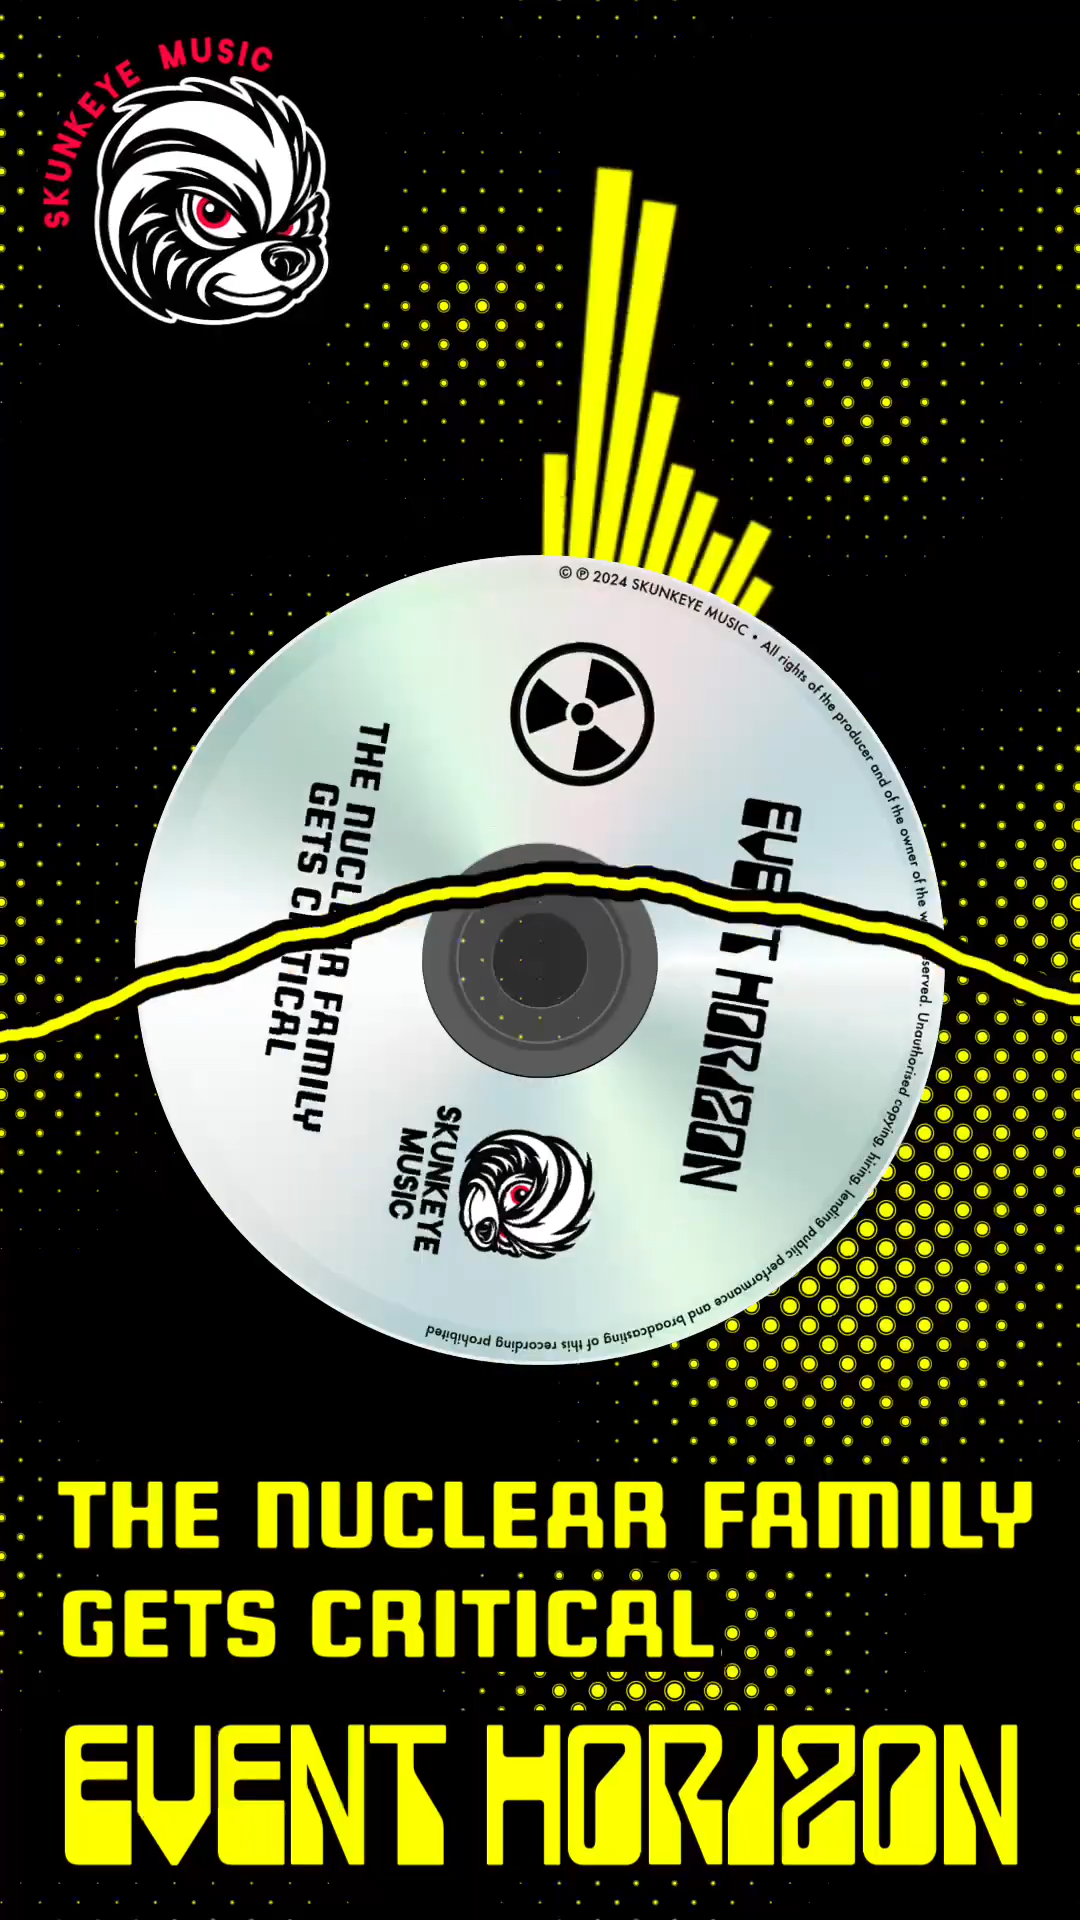 SKUNKEYE MUSIC
© ℗ 2024 SKUNKEYE MUSIC • All rights of the producer and of the owner of the served. Unauthorised copying, hiring, lending public performance and broadcasting of this recording prohibited
EVENT HORIZON
THE NUCLEAR FAMILY
GETS CRITICAL
SKUNKEYE
MUSIC
THE NUCLEAR FAMILY
GETS CRITICAL
EVENT HORIZON